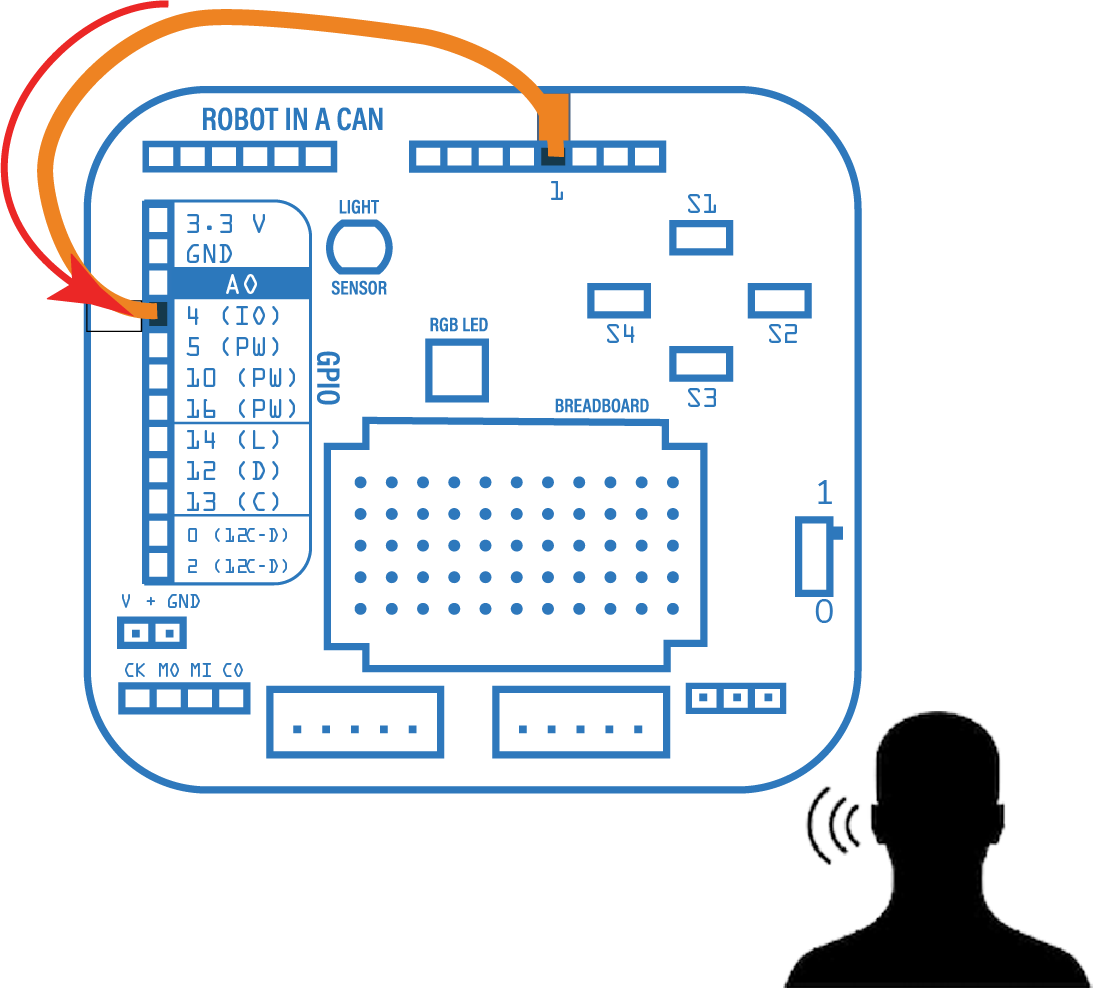 ROBOT IN A CAN
1
LIGHT
SENSOR
3.3 V
GND
A0
4 (IO)
5 (PW)
10 (PW)
16 (PW)
14 (L)
12 (D)
13 (C)
0 (I2C-D)
2 (I2C-D)
GPIO
S1
S4
S2
S3
RGB LED
BREADBOARD
1
0
V + GND
CK MO MI CO